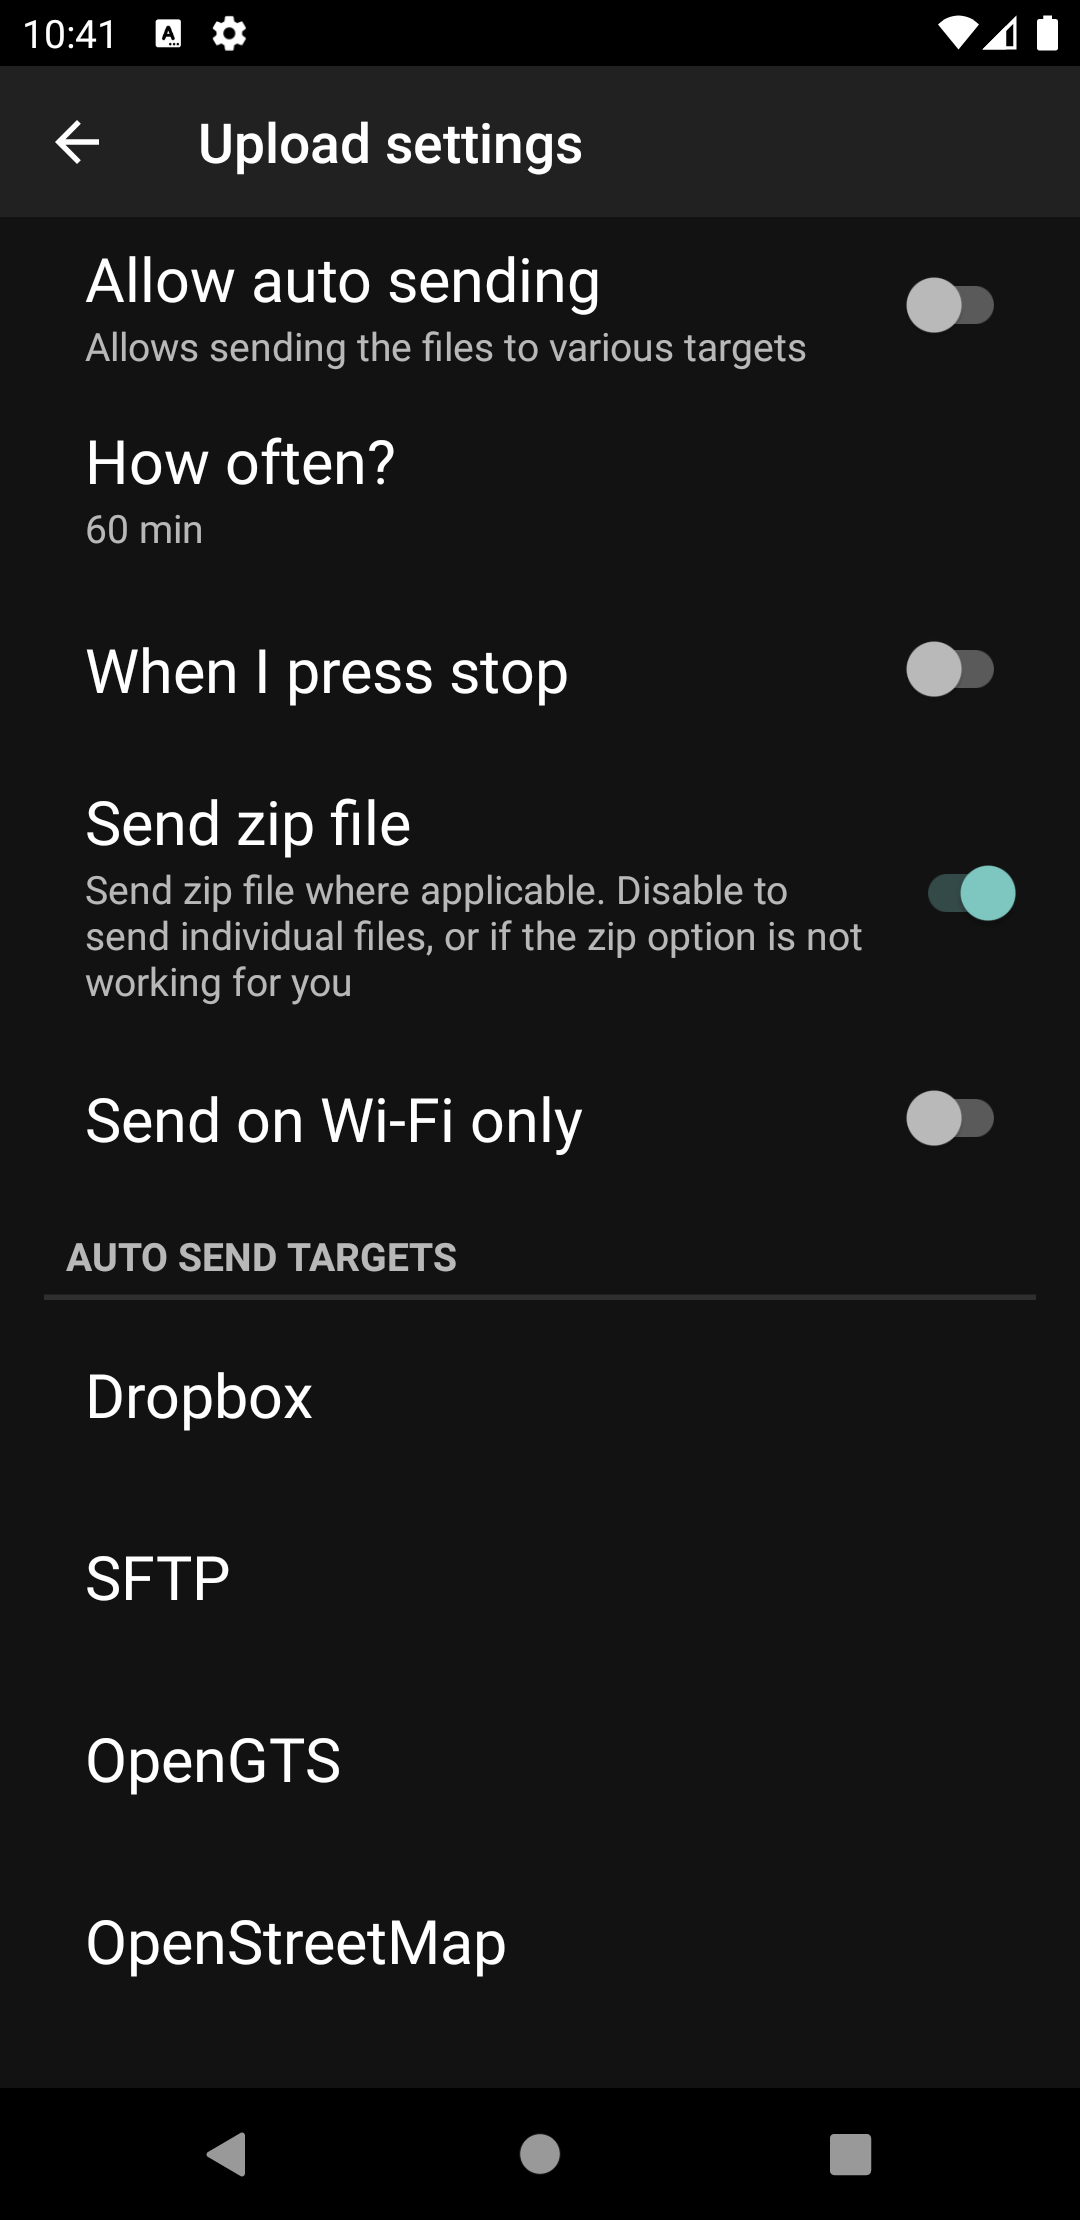 10:41
Upload settings
Allow auto sending
Allows sending the files to various targets
How often?
60 min
When I press stop
Send zip file
Send zip file where applicable. Disable to
send individual files, or if the zip option is not
working for you
Send on Wi-Fi only
AUTO SEND TARGETS
Dropbox
SFTP
OpenGTS
OpenStreetMap